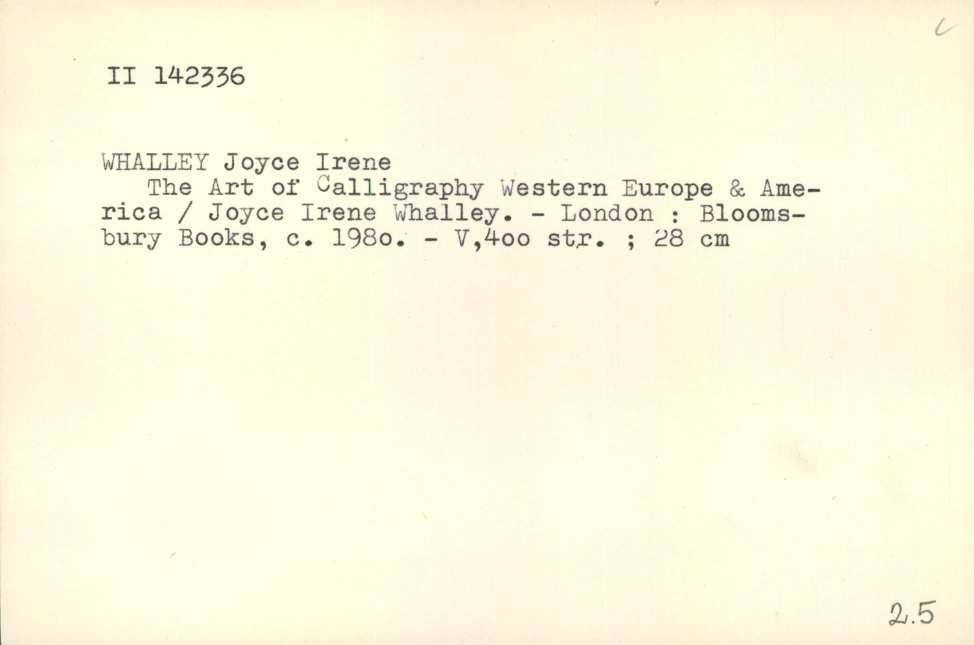 II 142336
WHALLEY Joyce Irene
The Art of Calligraphy Western Europe & Ame-
rica / Joyce Irene Whalley. - London : Blooms-
bury Books, c. 198o. - V,4oo str. ; 28 cm
2.5